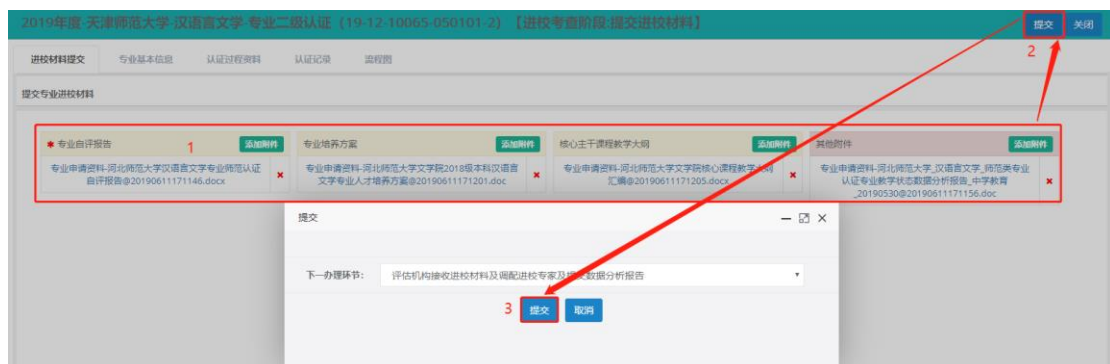 2019年度-天津师范大学-汉语言文学-专业二级认证（19-12-10065-050101-2）【进校考查阶段:提交进校材料】
提交 关闭
2
进校材料提交 专业基本信息 认证过程资料 认证记录 流程图
提交专业进校材料
* 专业自评报告 1 添加附件 专业培养方案 添加附件 核心主干课程教学大纲 添加附件 其他附件 添加附件
专业申请资料-河北师范大学汉语言文学专业师范认证 专业申请资料-河北师范大学文学院2018级本科汉语言 专业申请资料-河北师范大学文学院核心课程教学大纲 专业申请资料-河北师范大学_汉语言文学_师范类专业
自评报告@20190611171146.docx 文学专业人才培养方案@20190611171201.doc 汇编@20190611171205.docx 认证专业教学状态数据分析报告_中学教育
_20190530@20190611171156.doc
提交
下一办理环节： 评估机构接收进校材料及调配进校专家及提交数据分析报告
3 提交 取消